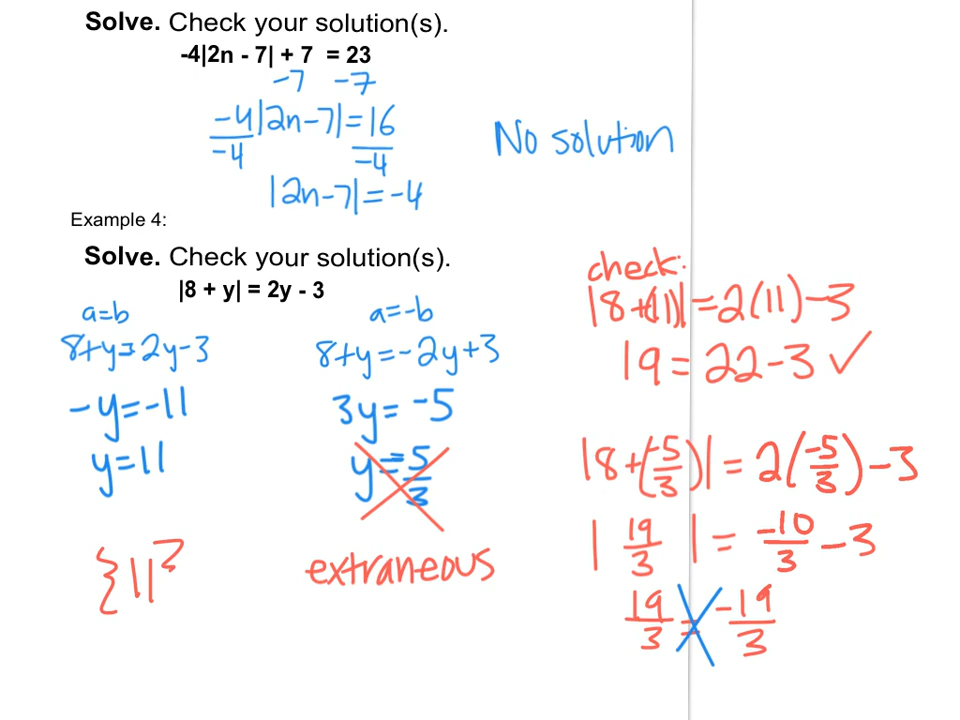 Solve. Check your solution(s).
-4|2n - 7| + 7 = 23
-7 -7
-4|2n-7|=16
-4 -4
|2n-7|=-4
No solution
Example 4:
Solve. Check your solution(s).
|8 + y| = 2y - 3
a=b
8+y=2y-3
-y=-11
y=11
{11}
a=-b
8+y=-2y+3
3y=-5
y=-5/3
extraneous
check:
|8+(11)|=2(11)-3
19=22-3 ✓
|8+(-5/3)|=2(-5/3)-3
|19/3|=-10/3-3
19/3=-19/3